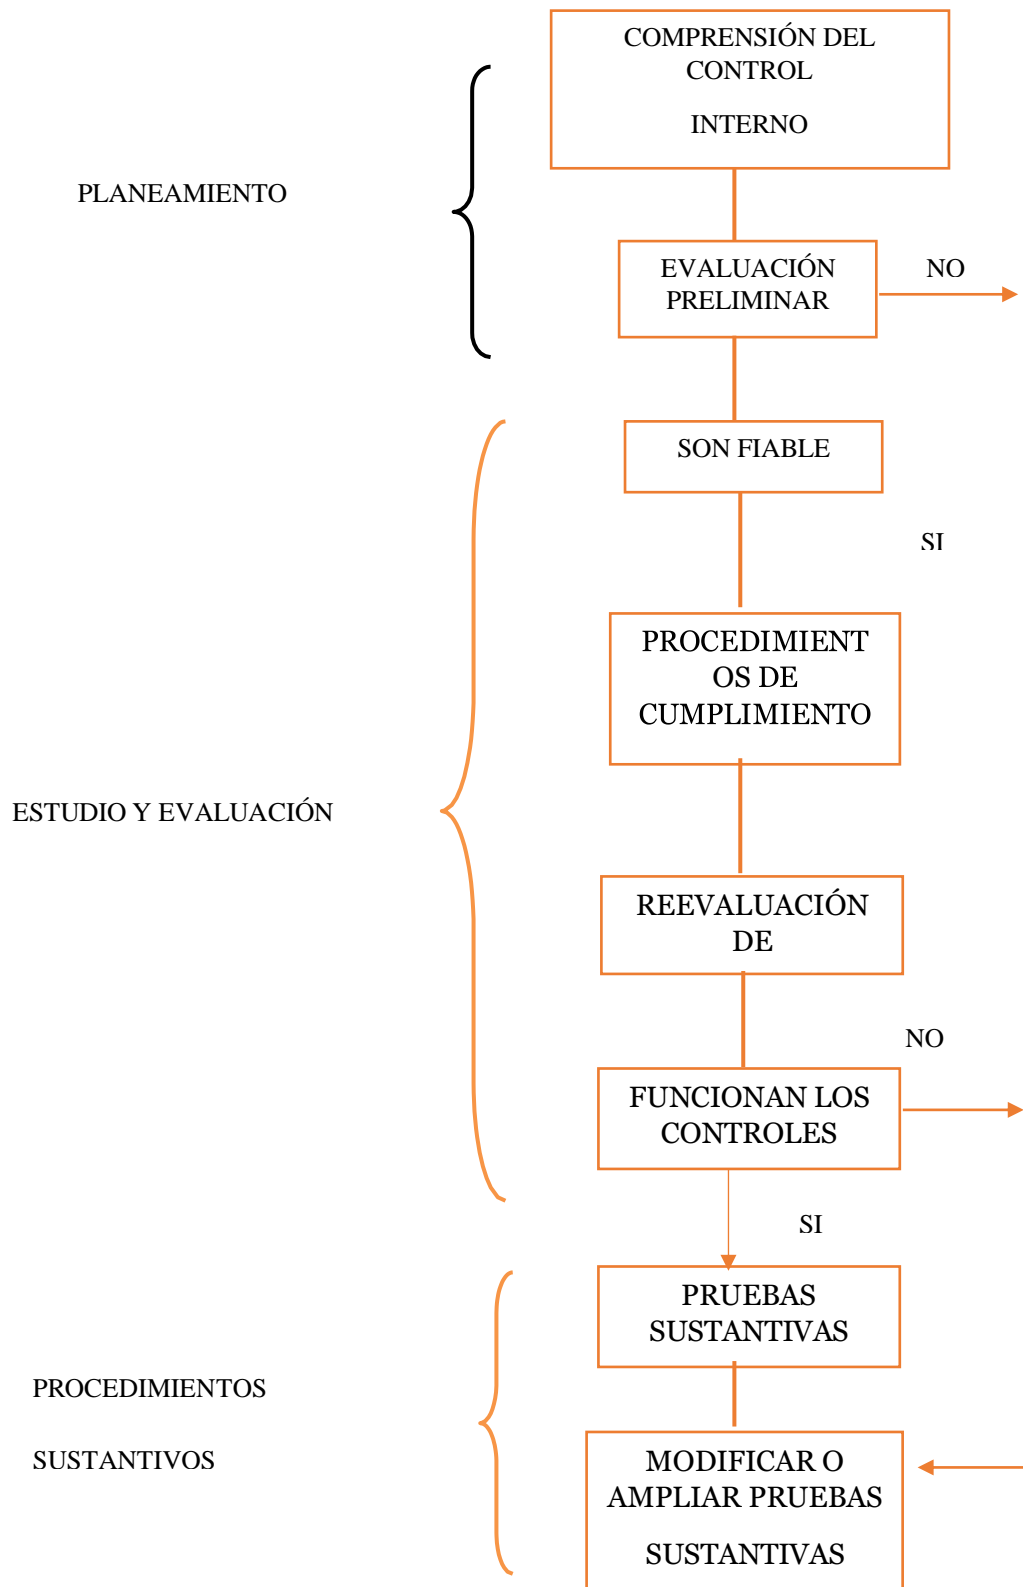 COMPRENSIÓN DEL
CONTROL
INTERNO
PLANEAMIENTO
EVALUACIÓN
PRELIMINAR
NO
SON FIABLE
SI
PROCEDIMIENT
OS DE
CUMPLIMIENTO
ESTUDIO Y EVALUACIÓN
REEVALUACIÓN
DE
NO
FUNCIONAN LOS
CONTROLES
SI
PRUEBAS
SUSTANTIVAS
PROCEDIMIENTOS
SUSTANTIVOS
MODIFICAR O
AMPLIAR PRUEBAS
SUSTANTIVAS